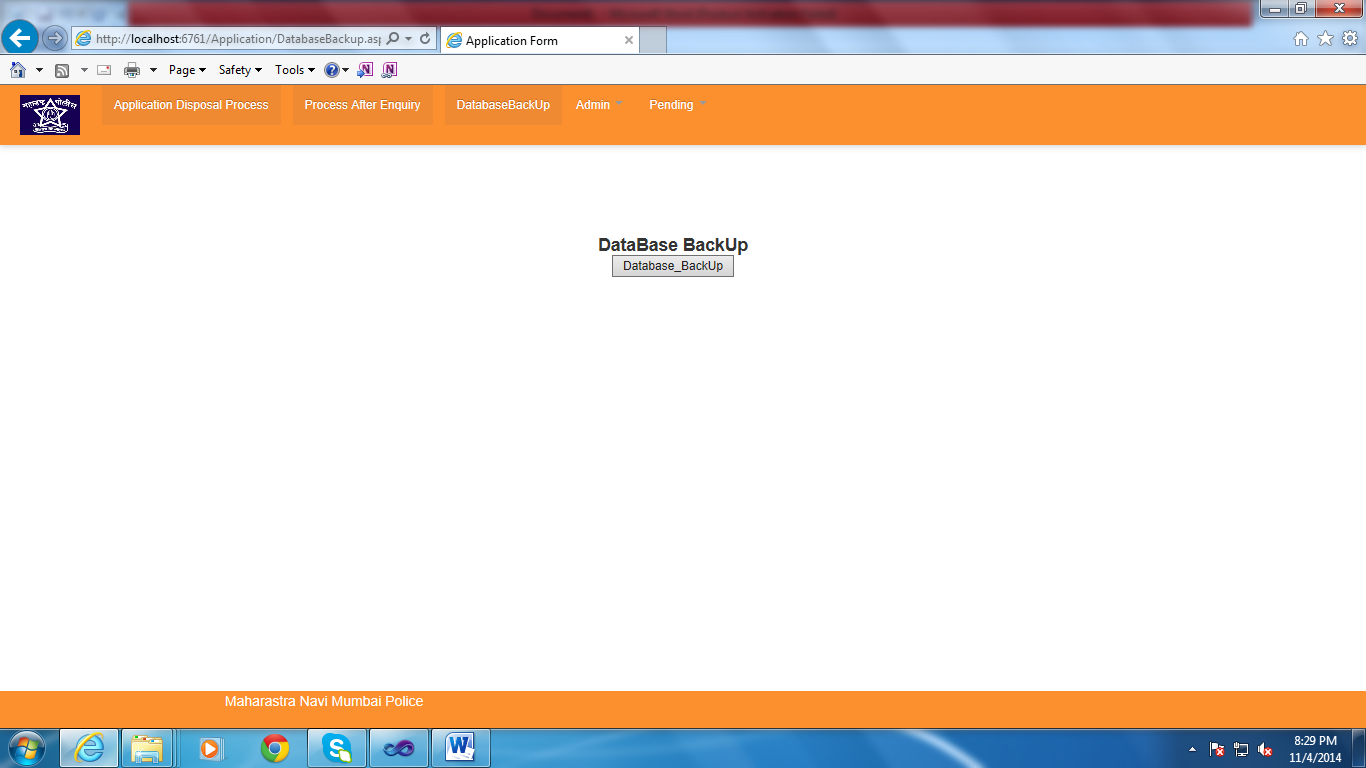 http://localhost:6761/Application/DatabaseBackup.asp
Application Form
Page
Safety
Tools
महाराष्ट्र पोलीस
Application Disposal Process
Process After Enquiry
DatabaseBackUp
Admin
Pending
DataBase BackUp
Database_BackUp
Maharastra Navi Mumbai Police
8:29 PM
11/4/2014